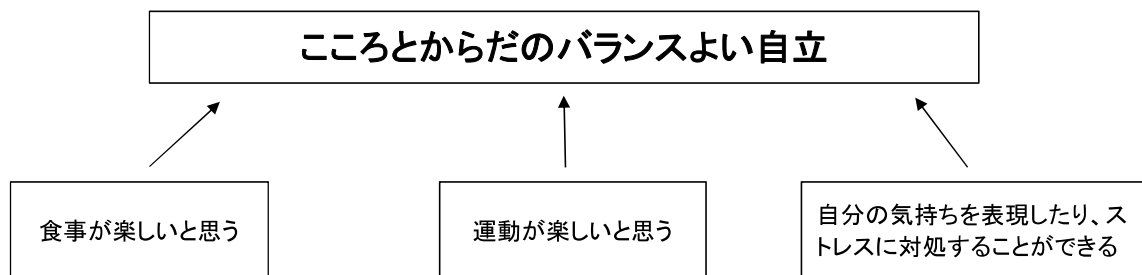 こころとからだのバランスよい自立
食事が楽しいと思う
運動が楽しいと思う
自分の気持ちを表現したり、ス
トレスに対処することができる